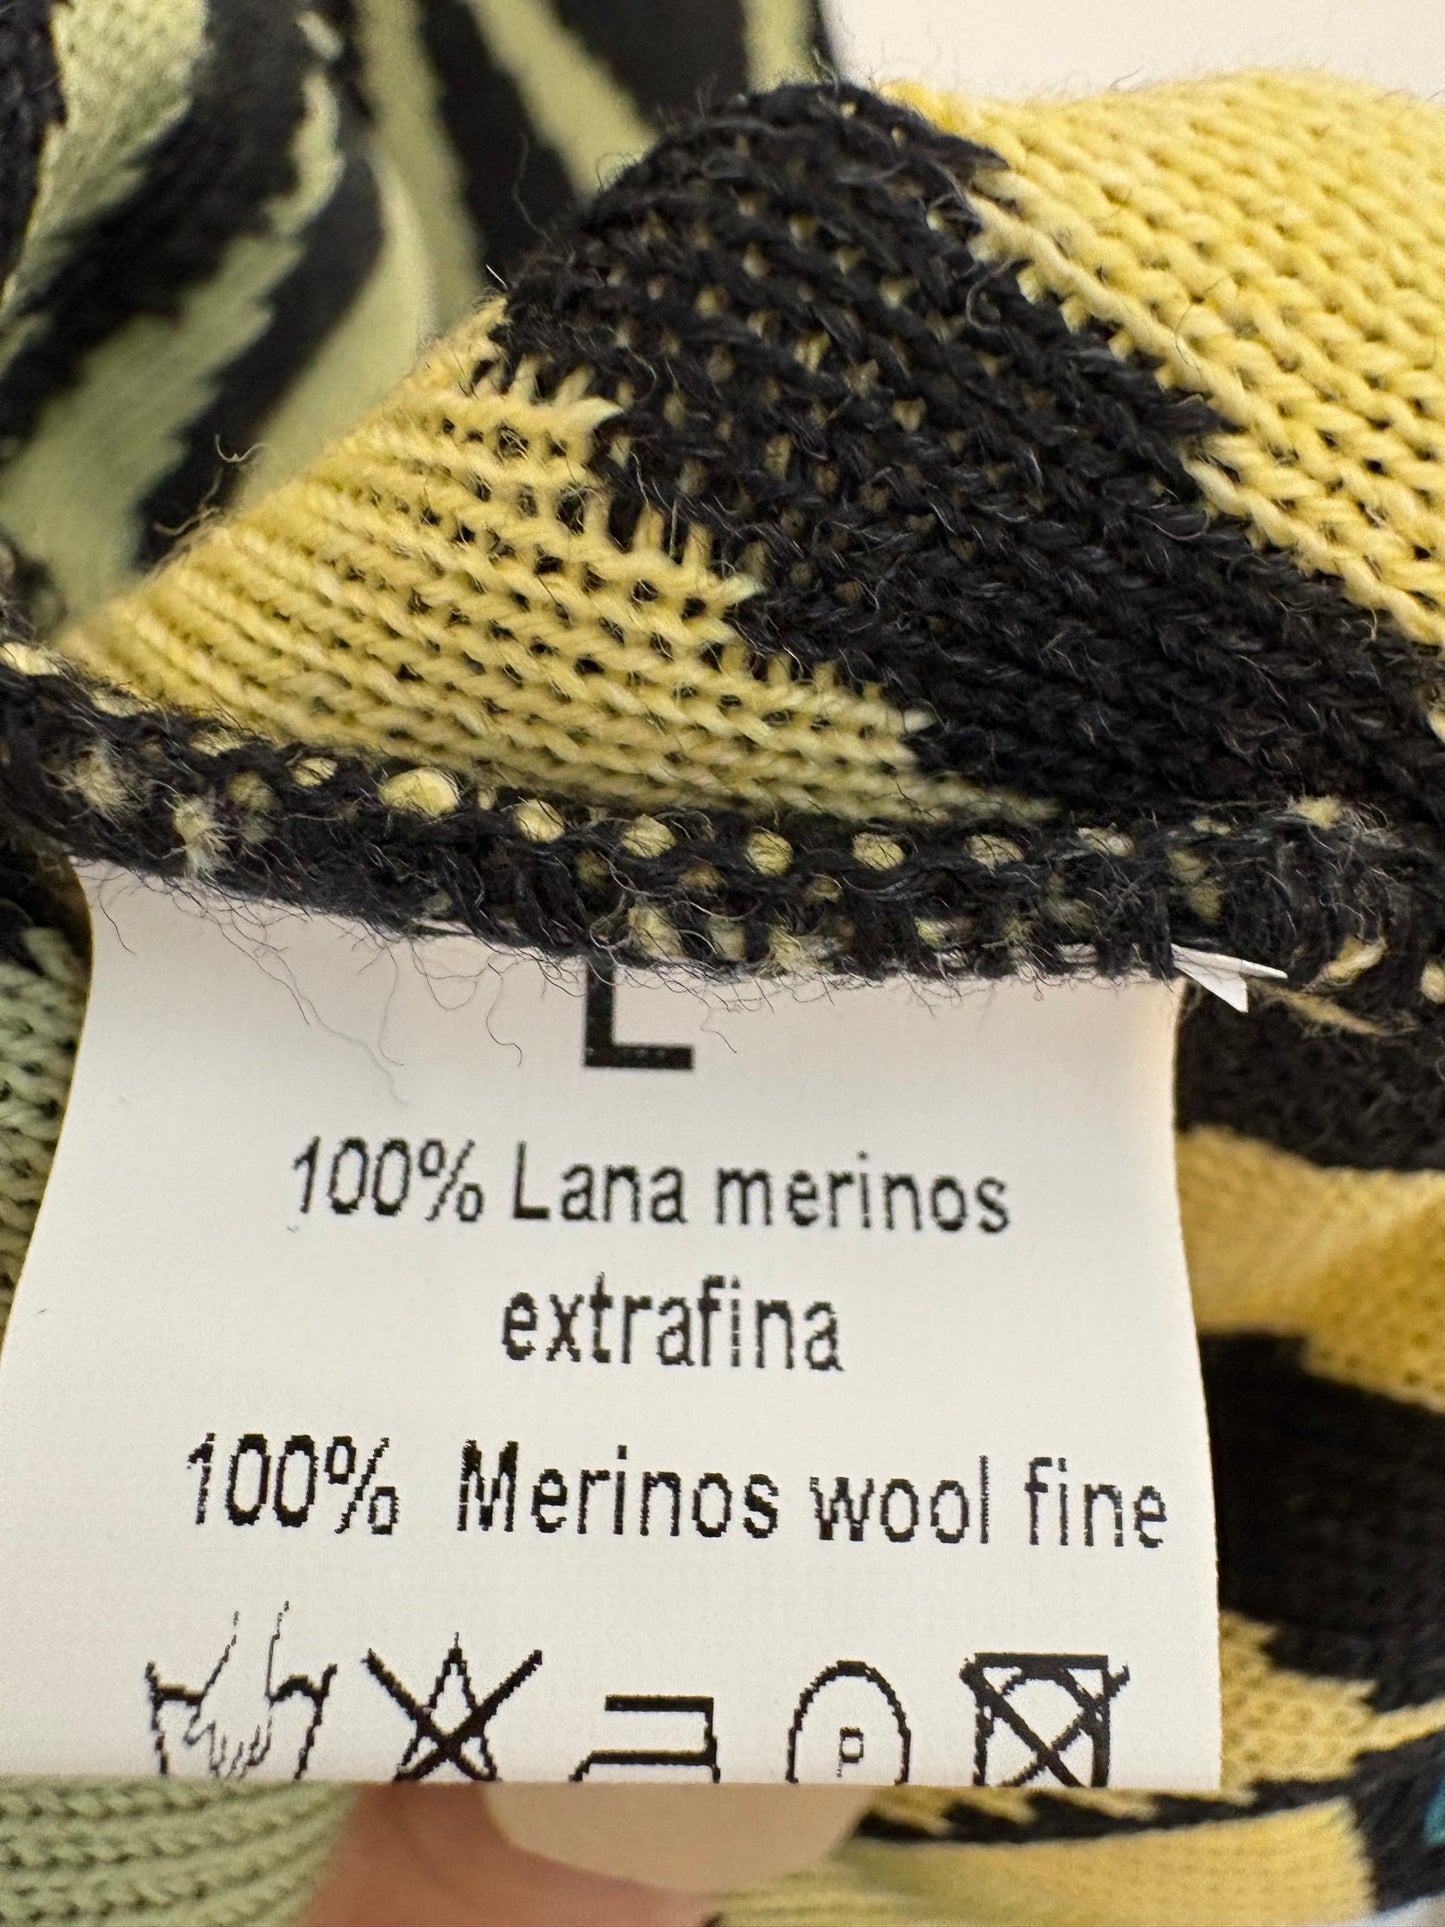 L
100% Lana merinos
extrafina
100% Merinos wool fine
P